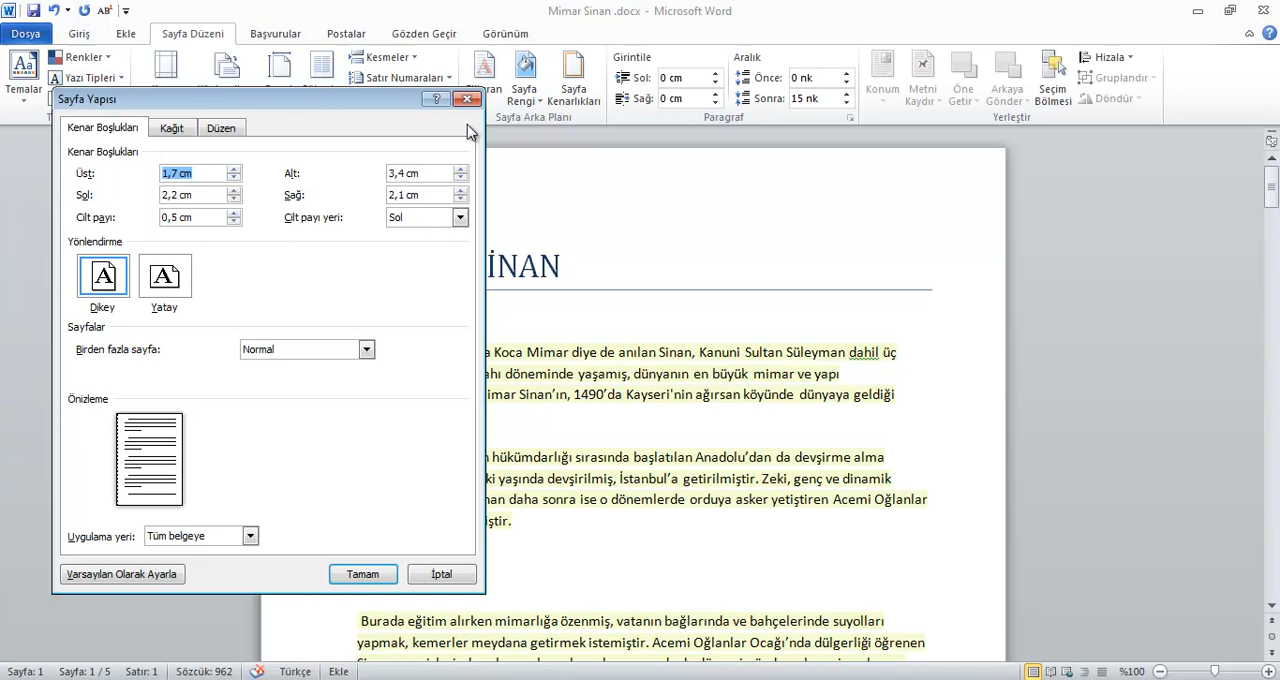 Mimar Sinan .docx - Microsoft Word
Dosya Giriş Ekle Sayfa Düzeni Başvurular Postalar Gözden Geçir Görünüm
Renkler
Yazı Tipleri
Temalar
Kesmeler
Satır Numaraları
Sayfa Rengi
Sayfa Kenarlıkları
Sayfa Arka Planı
Girintile
Sol: 0 cm
Sağ: 0 cm
Aralık
Önce: 0 nk
Sonra: 15 nk
Paragraf
Konum
Metni Kaydır
Öne Getir
Arkaya Gönder
Seçim Bölmesi
Hizala
Gruplandır
Döndür
Yerleştir
Sayfa Yapısı
Kenar Boşlukları Kağıt Düzen
Kenar Boşlukları
Üst: 1,7 cm Alt: 3,4 cm
Sol: 2,2 cm Sağ: 2,1 cm
Cilt payı: 0,5 cm Cilt payı yeri: Sol
Yönlendirme
A A
Dikey Yatay
Sayfalar
Birden fazla sayfa: Normal
Önizleme
Uygulama yeri: Tüm belgeye
Varsayılan Olarak Ayarla Tamam İptal
İNAN
a Koca Mimar diye de anılan Sinan, Kanuni Sultan Süleyman dahil üç
ahı döneminde yaşamış, dünyanın en büyük mimar ve yapı
imar Sinan’ın, 1490’da Kayseri'nin ağırsan köyünde dünyaya geldiği
n hükümdarlığı sırasında başlatılan Anadolu’dan da devşirme alma
ki yaşında devşirilmiş, İstanbul’a getirilmiştir. Zeki, genç ve dinamik
nan daha sonra ise o dönemlerde orduya asker yetiştiren Acemi Oğlanlar
iştir.
Burada eğitim alırken mimarlığa özenmiş, vatanın bağlarında ve bahçelerinde suyolları
yapmak, kemerler meydana getirmek istemiştir. Acemi Oğlanlar Ocağı’nda dülgerliği öğrenen
Sayfa: 1 Sayfa: 1 / 5 Satır: 1 Sözcük: 962 Türkçe Ekle %100